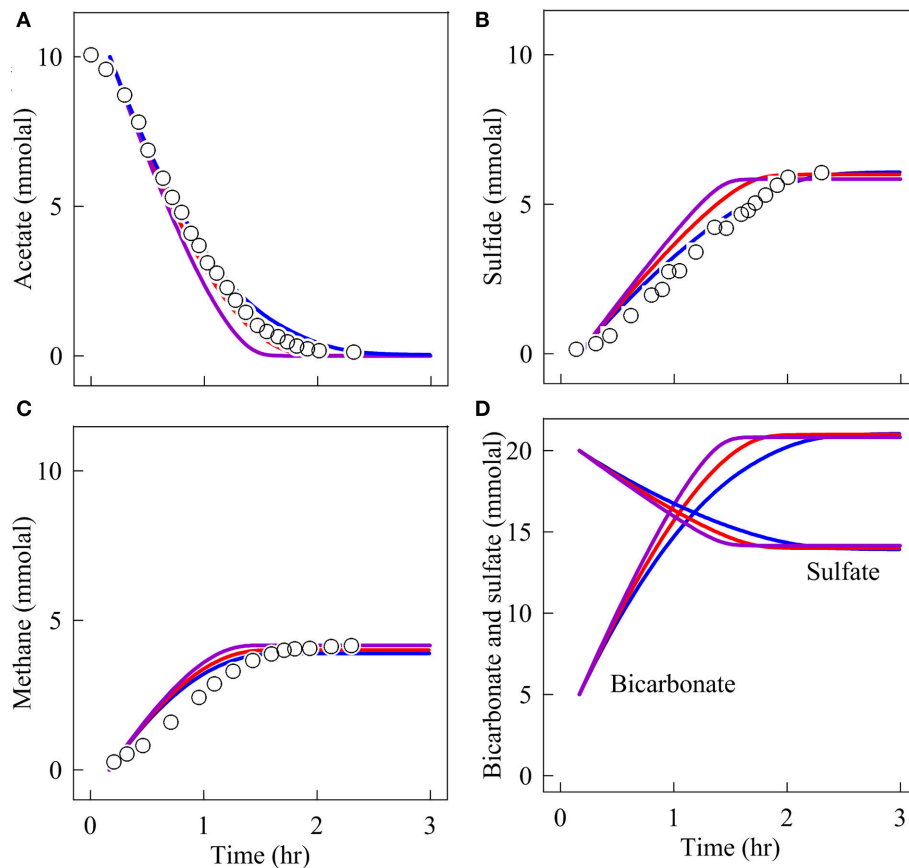 A
10
5
0
Acetate (mmolal)
B
10
5
0
Sulfide (mmolal)
C
10
5
0
Methane (mmolal)
0 1 2 3
Time (hr)
D
20
15
10
5
0
Bicarbonate and sulfate (mmolal)
Sulfate
Bicarbonate
0 1 2 3
Time (hr)